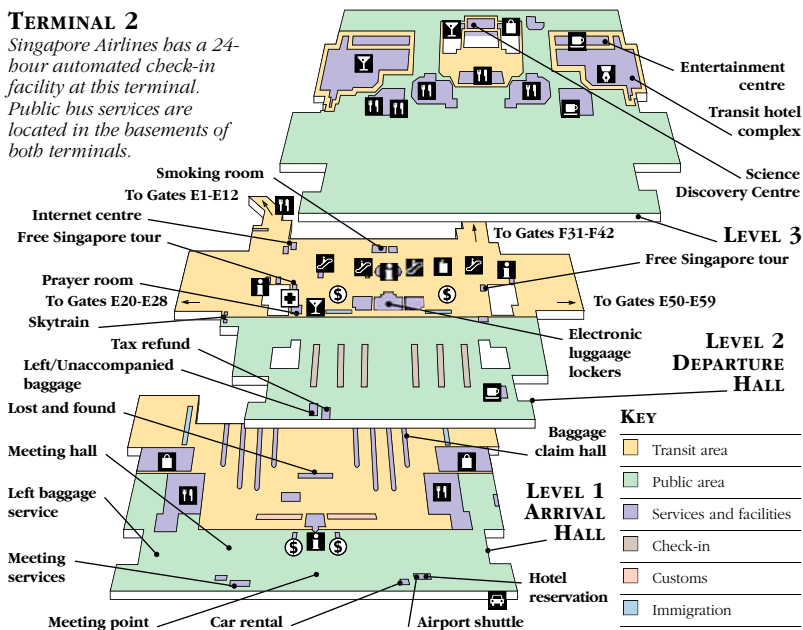 TERMINAL 2
Singapore Airlines has a 24-
hour automated check-in
facility at this terminal.
Public bus services are
located in the basements of
both terminals.
Entertainment
centre
Transit hotel
complex
Science
Discovery Centre
LEVEL 3
Smoking room
To Gates E1-E12
Internet centre
Free Singapore tour
Prayer room
To Gates E20-E28
Skytrain
To Gates F31-F42
Free Singapore tour
To Gates E50-E59
Electronic
luggaage
lockers
LEVEL 2
DEPARTURE
HALL
Tax refund
Left/Unaccompanied
baggage
Lost and found
Meeting hall
Left baggage
service
Meeting
services
Meeting point
Car rental
Airport shuttle
Hotel
reservation
Baggage
claim hall
LEVEL 1
ARRIVAL
HALL
$ $
$ $
KEY
Transit area
Public area
Services and facilities
Check-in
Customs
Immigration